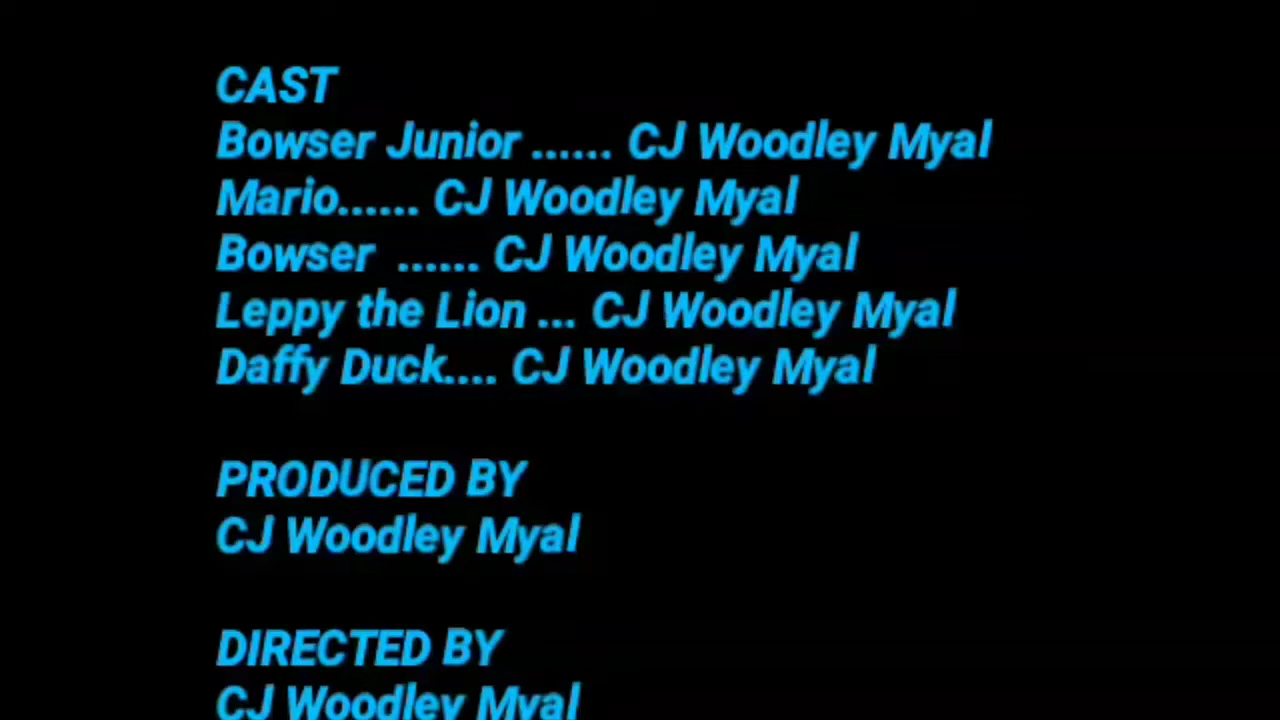 CAST
Bowser Junior ...... CJ Woodley Myal
Mario...... CJ Woodley Myal
Bowser  ...... CJ Woodley Myal
Leppy the Lion ... CJ Woodley Myal
Daffy Duck.... CJ Woodley Myal
PRODUCED BY
CJ Woodley Myal
DIRECTED BY
CJ Woodley Myal